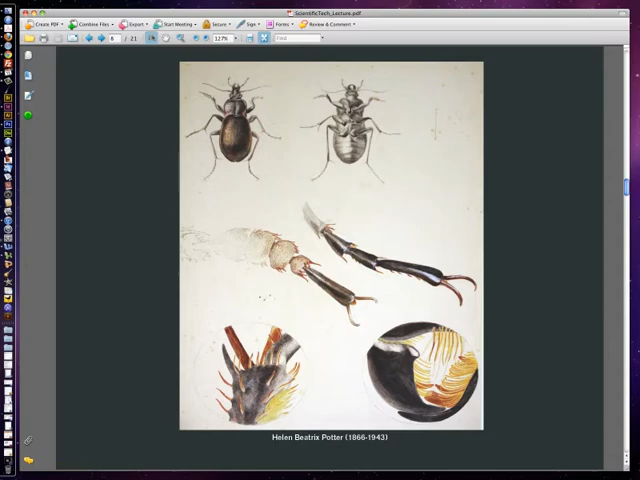 ScientificTech_Lecture.pdf
Create PDF
Combine Files
Export
Start Meeting
Secure
Sign
Forms
Review & Comment
8 / 21
127%
Find
Helen Beatrix Potter (1866-1943)